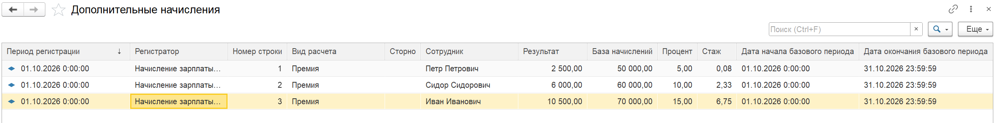 Дополнительные начисления
Поиск (Ctrl+F) × Еще
Период регистрации ↓ Регистратор Номер строки Вид расчета Сторно Сотрудник Результат База начислений Процент Стаж Дата начала базового периода Дата окончания базового периода
01.10.2026 0:00:00 Начисление зарплаты... 1 Премия Петр Петрович 2 500,00 50 000,00 5,00 0,08 01.10.2026 0:00:00 31.10.2026 23:59:59
01.10.2026 0:00:00 Начисление зарплаты... 2 Премия Сидор Сидорович 6 000,00 60 000,00 10,00 2,33 01.10.2026 0:00:00 31.10.2026 23:59:59
01.10.2026 0:00:00 Начисление зарплаты... 3 Премия Иван Иванович 10 500,00 70 000,00 15,00 6,75 01.10.2026 0:00:00 31.10.2026 23:59:59